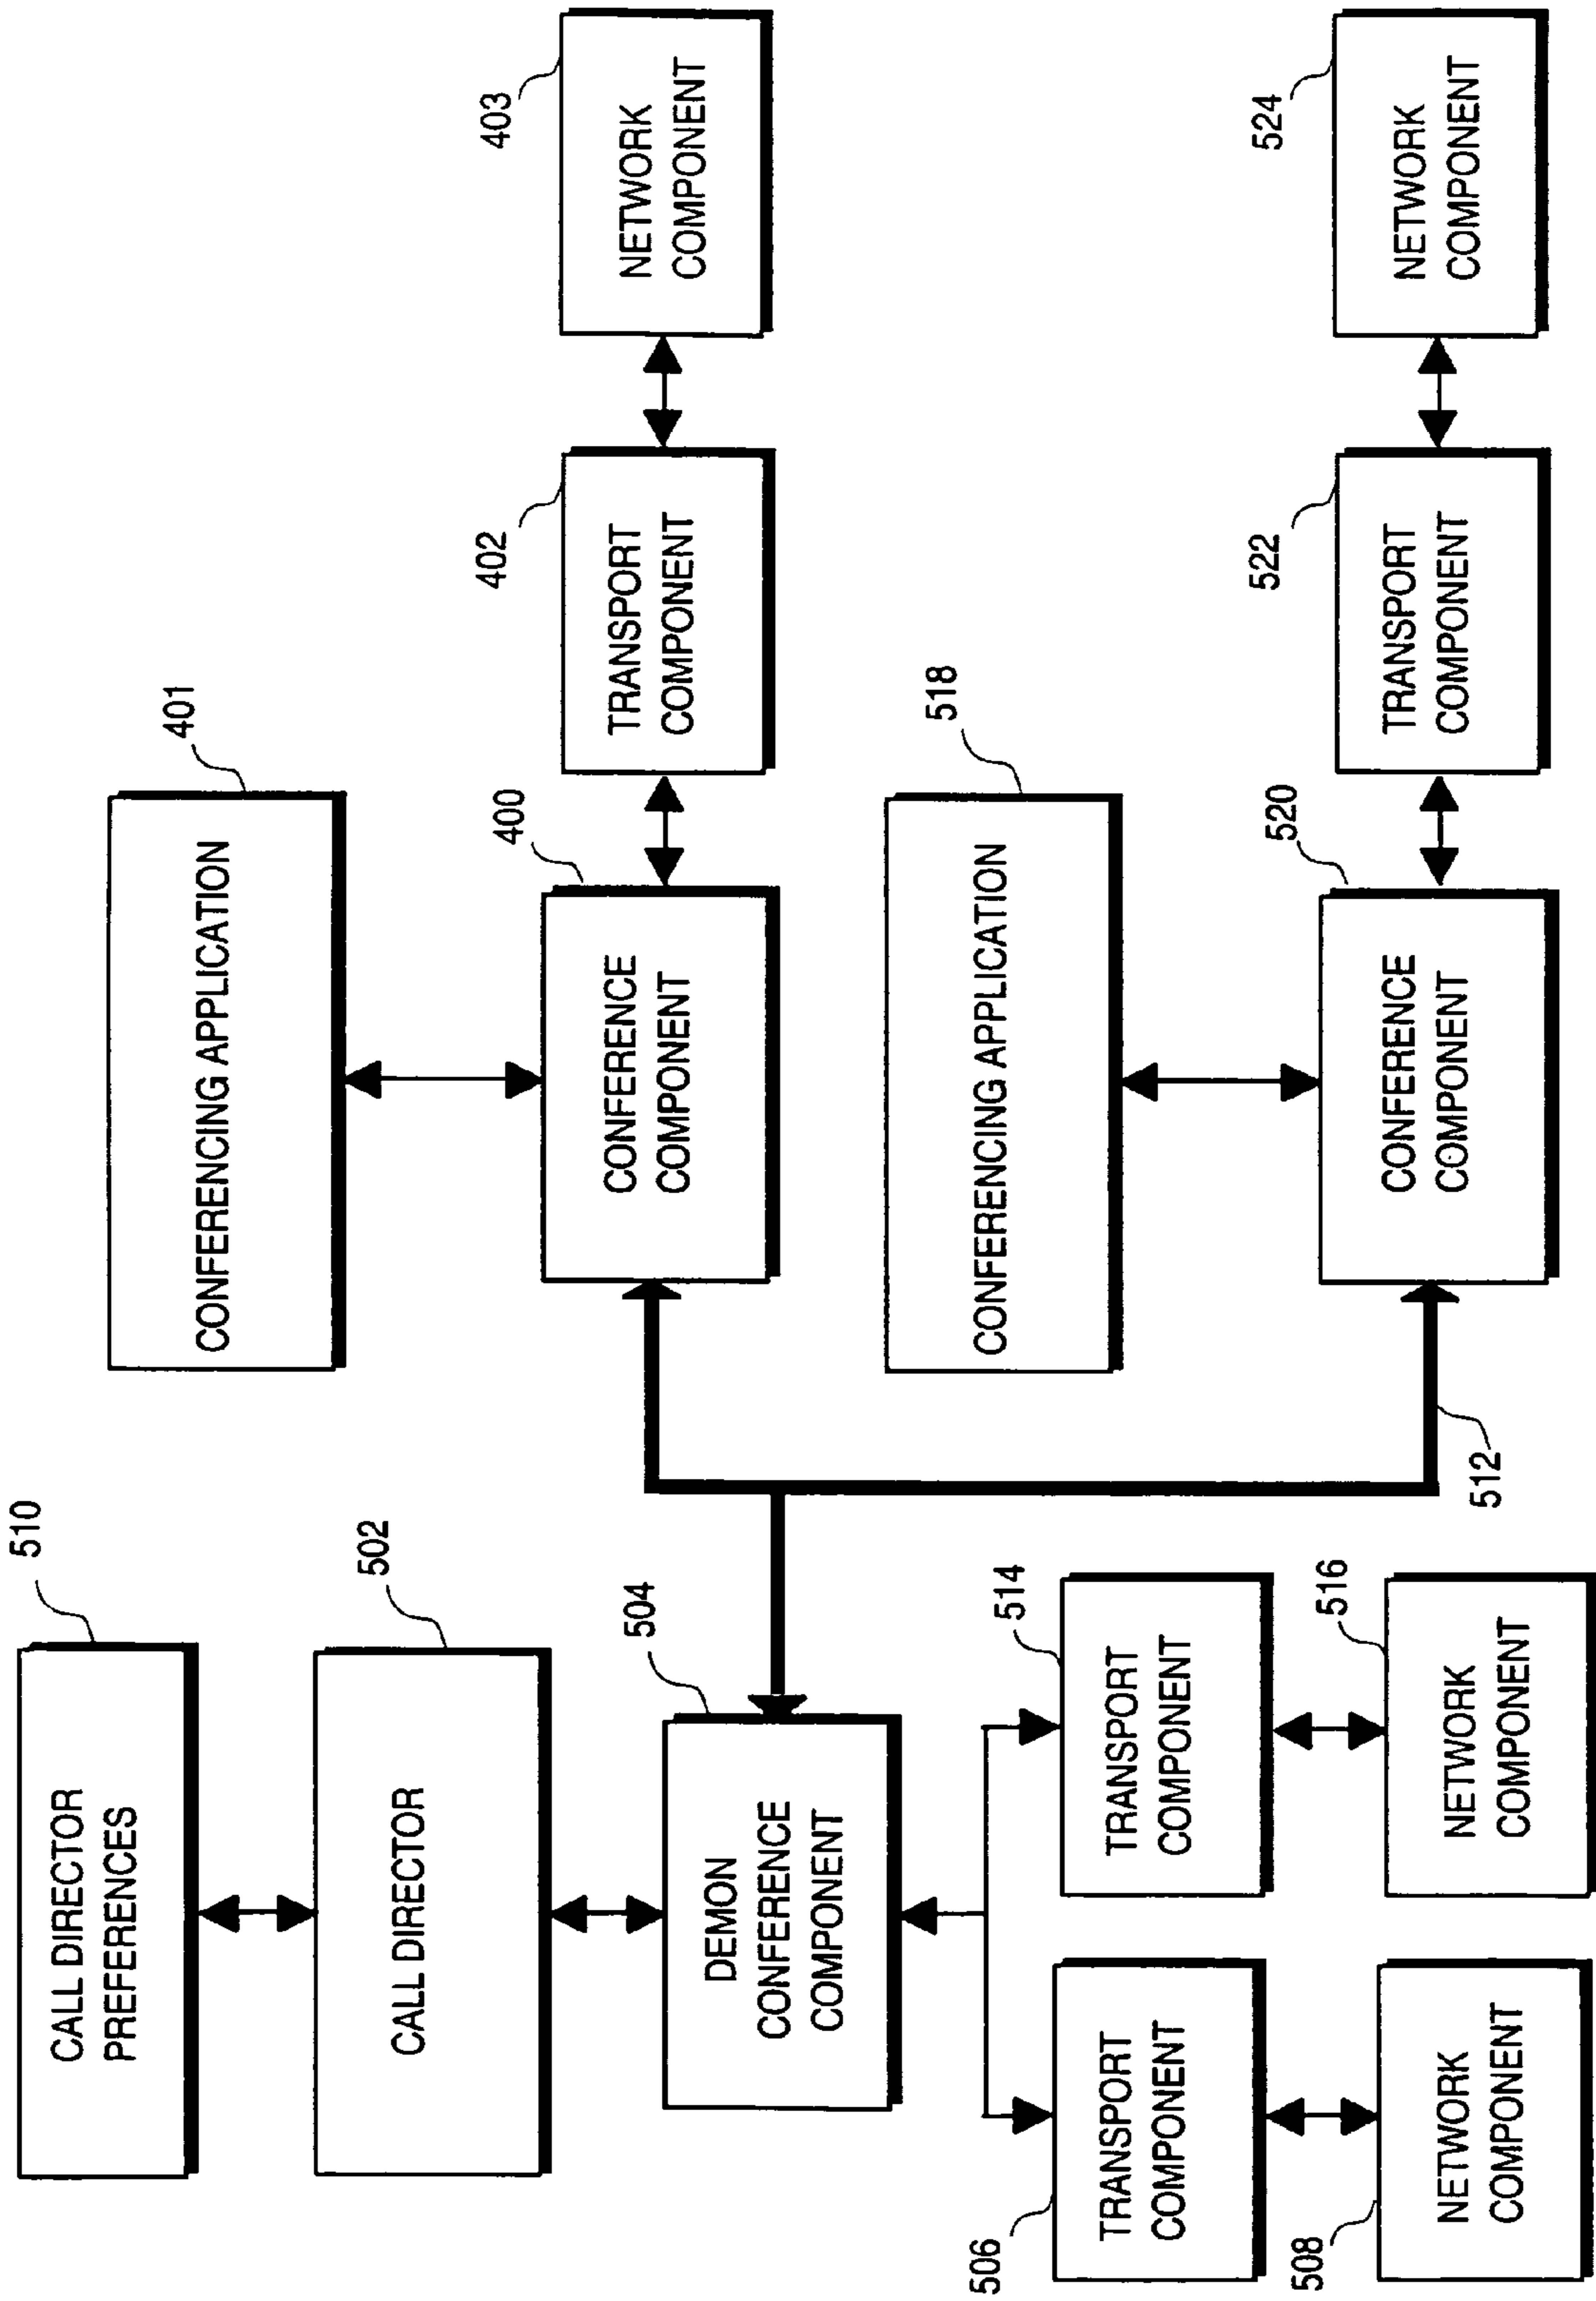 510
CALL DIRECTOR
PREFERENCES
502
CALL DIRECTOR
504
DEMON
CONFERENCE
COMPONENT
506
TRANSPORT
COMPONENT
508
NETWORK
COMPONENT
514
TRANSPORT
COMPONENT
516
NETWORK
COMPONENT
512
401
CONFERENCING APPLICATION
400
CONFERENCE
COMPONENT
402
TRANSPORT
COMPONENT
403
NETWORK
COMPONENT
518
CONFERENCING APPLICATION
520
CONFERENCE
COMPONENT
522
TRANSPORT
COMPONENT
524
NETWORK
COMPONENT